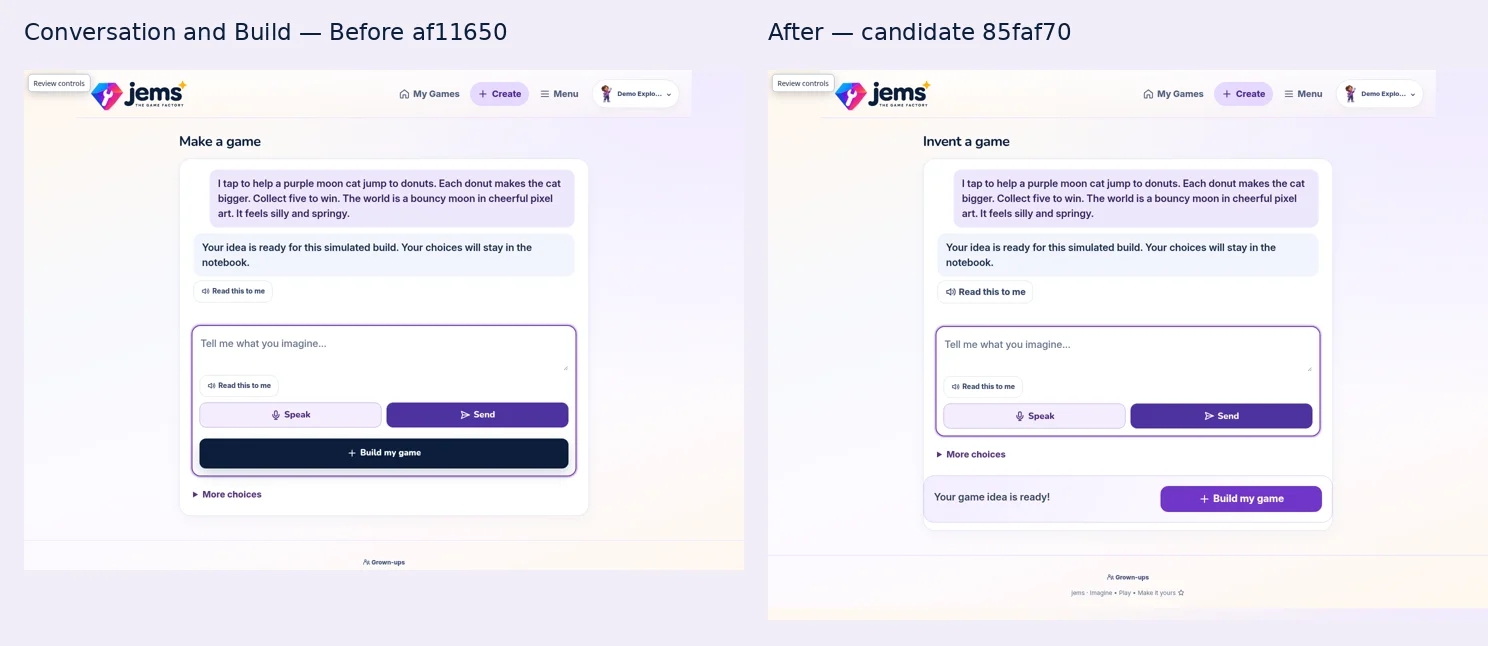 Conversation and Build — Before af11650
Review controls
jems
THE GAME FACTORY
My Games
+ Create
Menu
Demo Explo...
Make a game
I tap to help a purple moon cat jump to donuts. Each donut makes the cat
bigger. Collect five to win. The world is a bouncy moon in cheerful pixel
art. It feels silly and springy.
Your idea is ready for this simulated build. Your choices will stay in the
notebook.
Read this to me
Tell me what you imagine...
Read this to me
Speak
Send
+ Build my game
More choices
Grown-ups
After — candidate 85faf70
Review controls
jems
THE GAME FACTORY
My Games
+ Create
Menu
Demo Explo...
Invent a game
I tap to help a purple moon cat jump to donuts. Each donut makes the cat
bigger. Collect five to win. The world is a bouncy moon in cheerful pixel
art. It feels silly and springy.
Your idea is ready for this simulated build. Your choices will stay in the
notebook.
Read this to me
Tell me what you imagine...
Read this to me
Speak
Send
More choices
Your game idea is ready!
+ Build my game
Grown-ups
jems · Imagine • Play • Make it yours